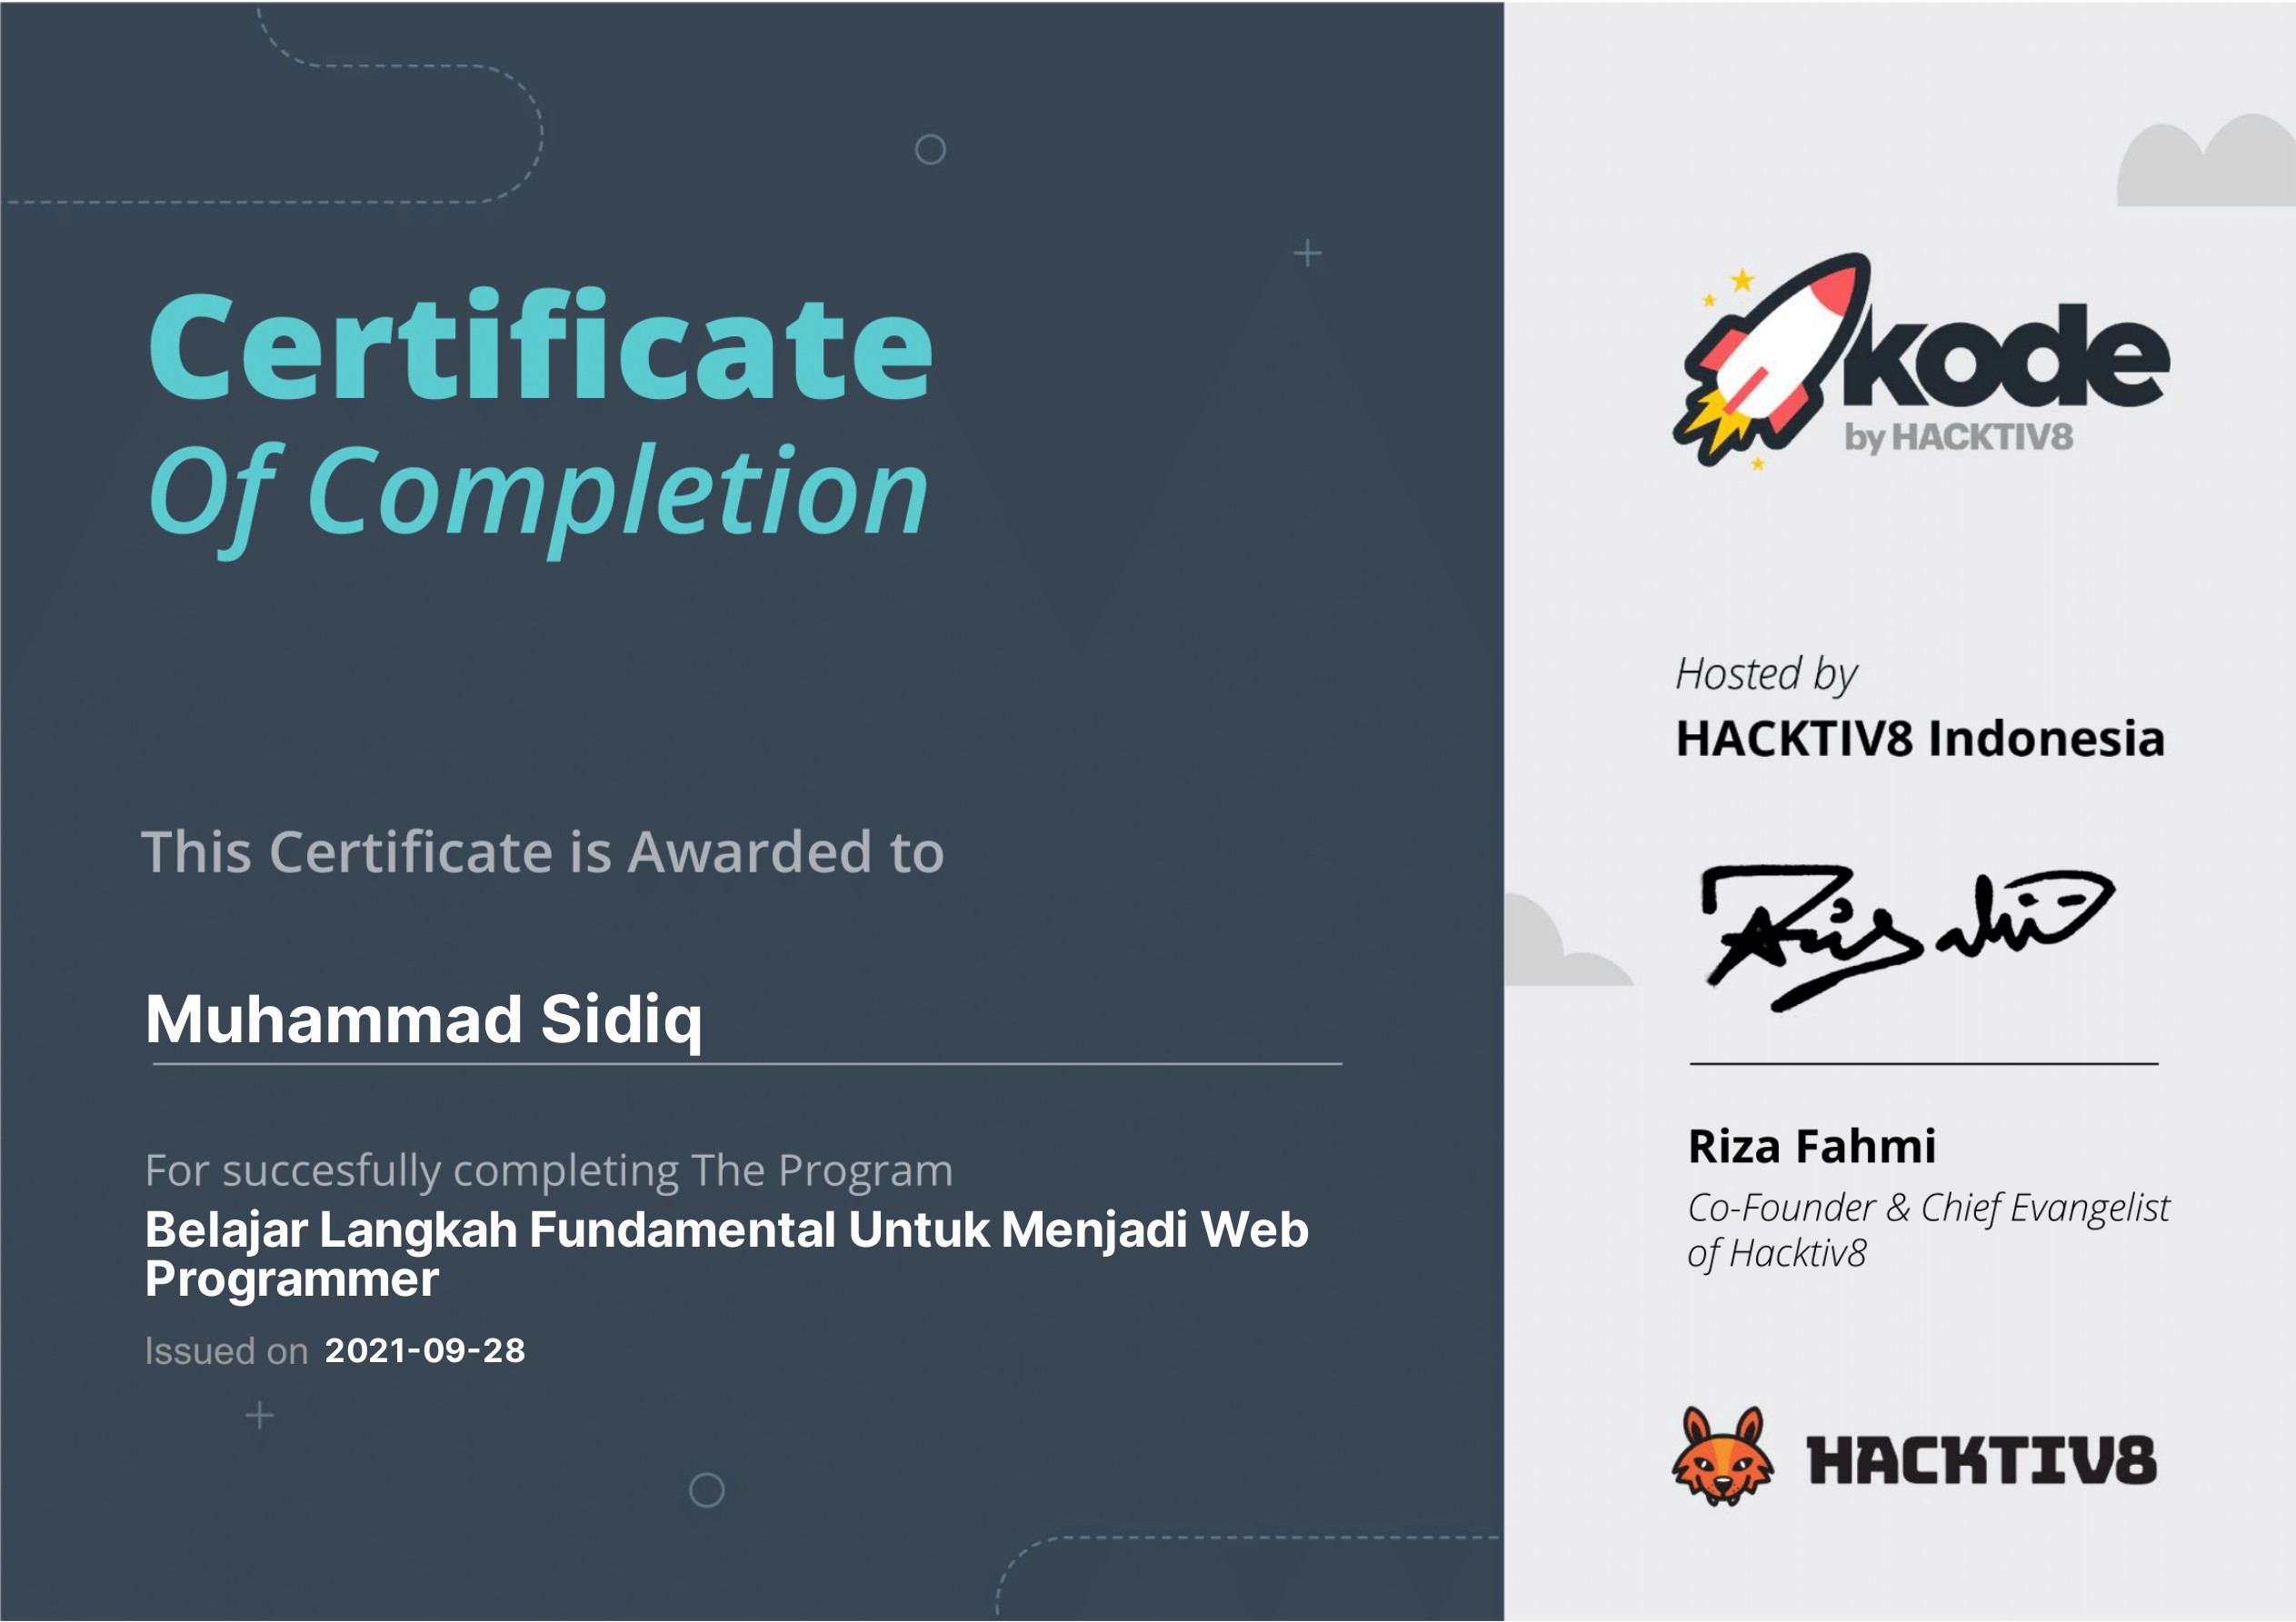 Certificate
Of Completion
This Certificate is Awarded to
Muhammad Sidiq
For succesfully completing The Program
Belajar Langkah Fundamental Untuk Menjadi Web
Programmer
Issued on 2021-09-28
kode
by HACKTIV8
Hosted by
HACKTIV8 Indonesia
Riza Fahmi
Co-Founder & Chief Evangelist
of Hacktiv8
HACKTIV8